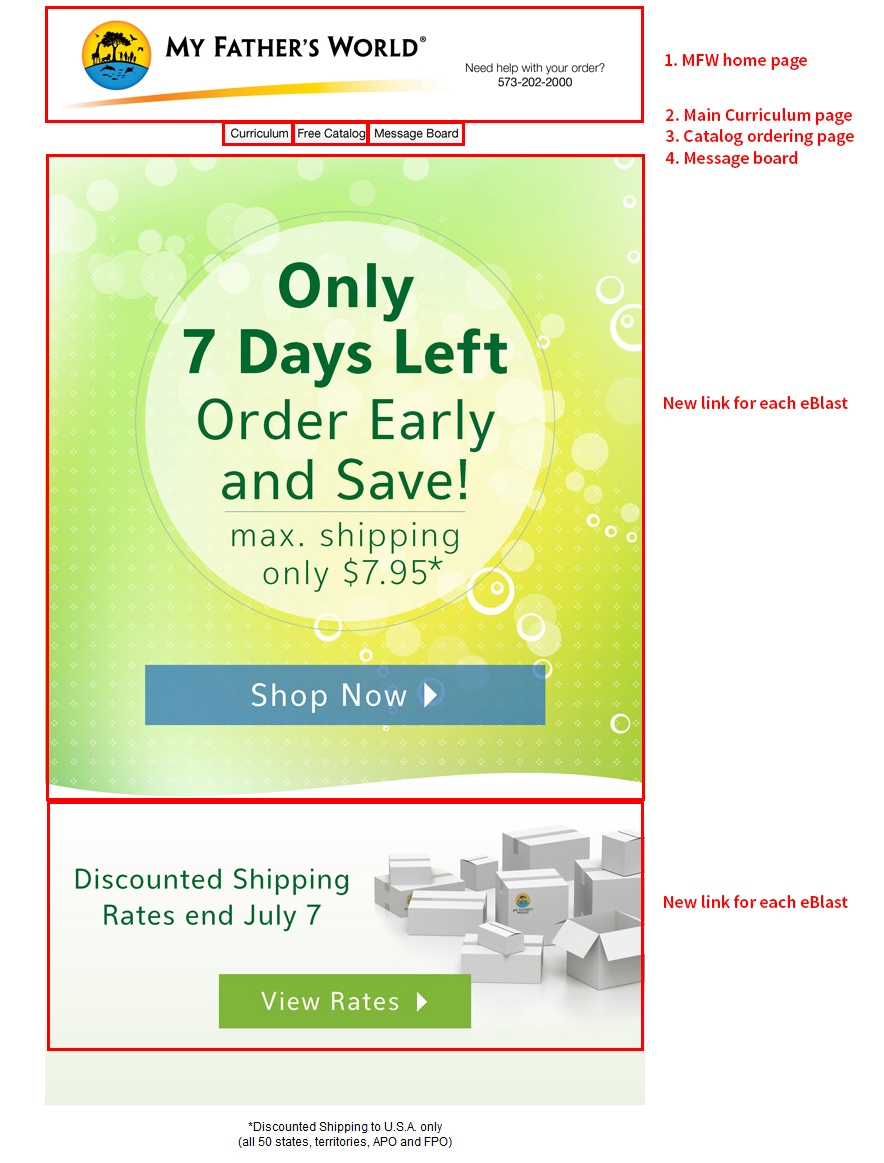 MY FATHER'S WORLD®
Need help with your order?
573-202-2000
1. MFW home page
Curriculum Free Catalog Message Board
2. Main Curriculum page
3. Catalog ordering page
4. Message board
Only
7 Days Left
Order Early
and Save!
max. shipping
only $7.95*
New link for each eBlast
Shop Now
Discounted Shipping
Rates end July 7
MY FATHER'S
WORLD
New link for each eBlast
View Rates
*Discounted Shipping to U.S.A. only
(all 50 states, territories, APO and FPO)